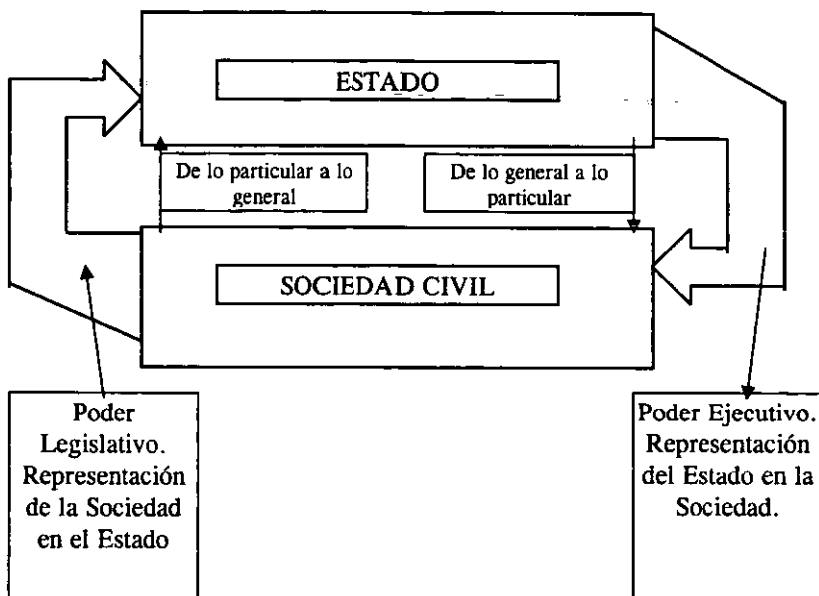 ESTADO
De lo particular a lo
general
De lo general a lo
particular
SOCIEDAD CIVIL
Poder
Legislativo.
Representación
de la Sociedad
en el Estado
Poder Ejecutivo.
Representación
del Estado en la
Sociedad.